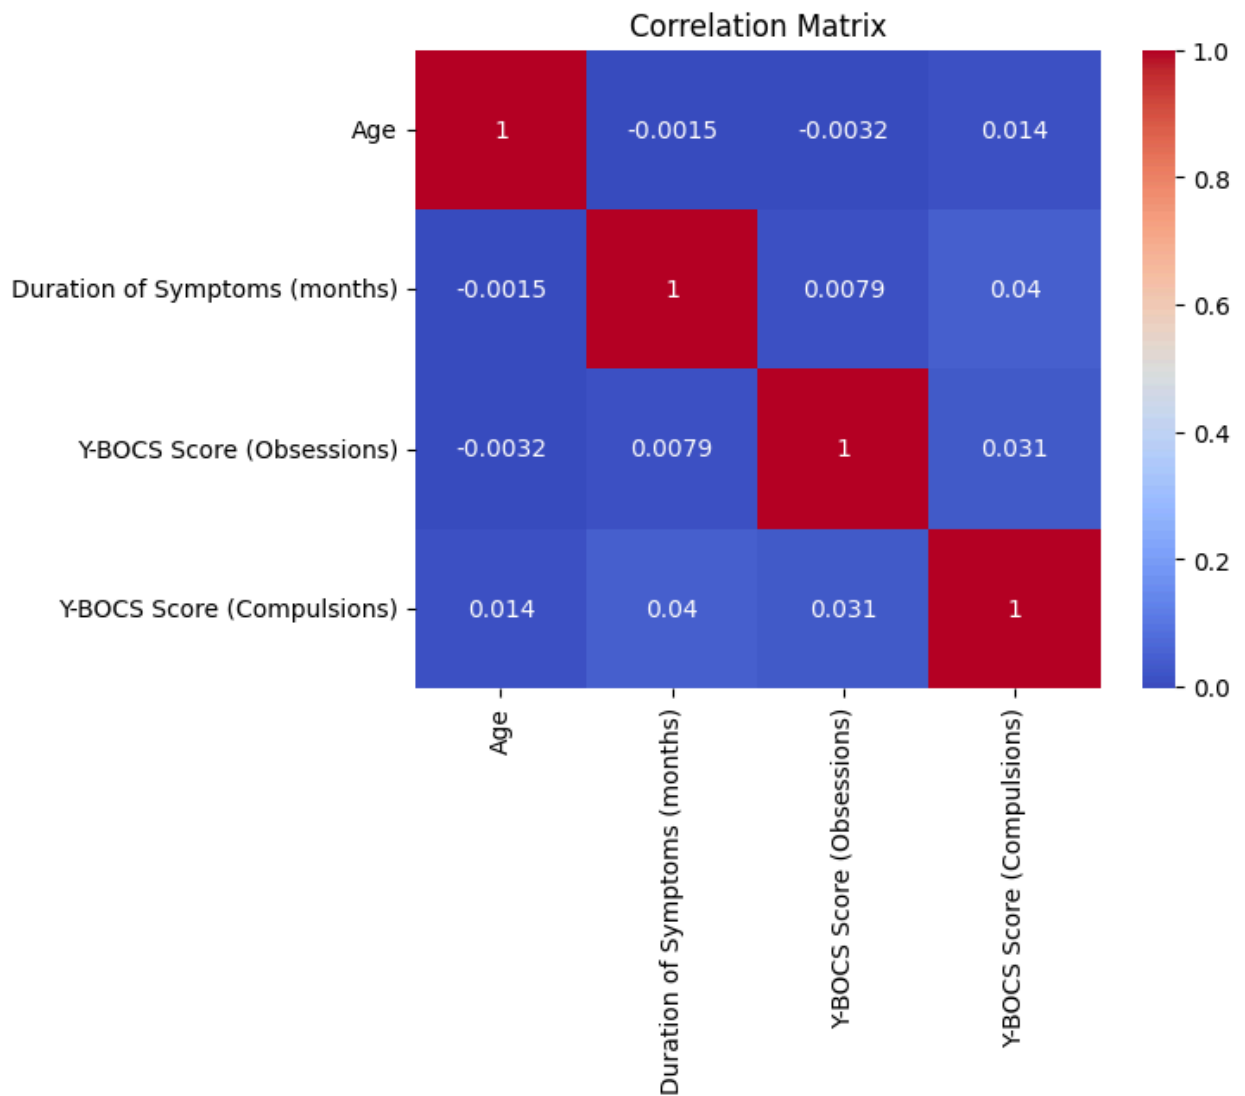 Correlation Matrix
Age
1
-0.0015
-0.0032
0.014
Duration of Symptoms (months)
-0.0015
1
0.0079
0.04
Y-BOCS Score (Obsessions)
-0.0032
0.0079
1
0.031
Y-BOCS Score (Compulsions)
0.014
0.04
0.031
1
Age
Duration of Symptoms (months)
Y-BOCS Score (Obsessions)
Y-BOCS Score (Compulsions)
1.0
0.8
0.6
0.4
0.2
0.0